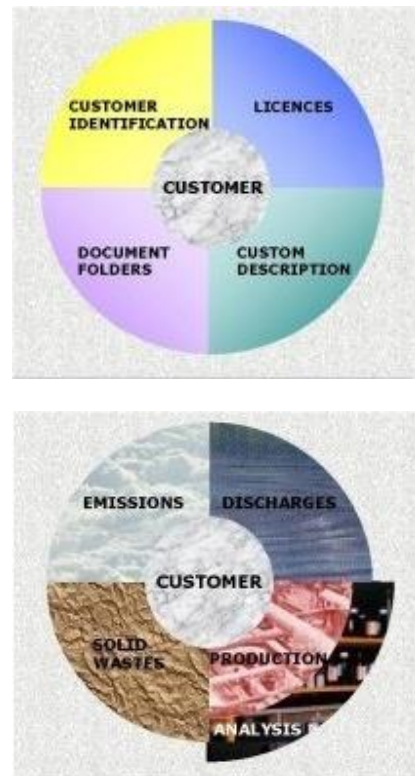 CUSTOMER
IDENTIFICATION
LICENCES
CUSTOMER
DOCUMENT
FOLDERS
CUSTOM
DESCRIPTION
EMISSIONS
DISCHARGES
CUSTOMER
SOLID
WASTES
PRODUCTION
ANALYSIS